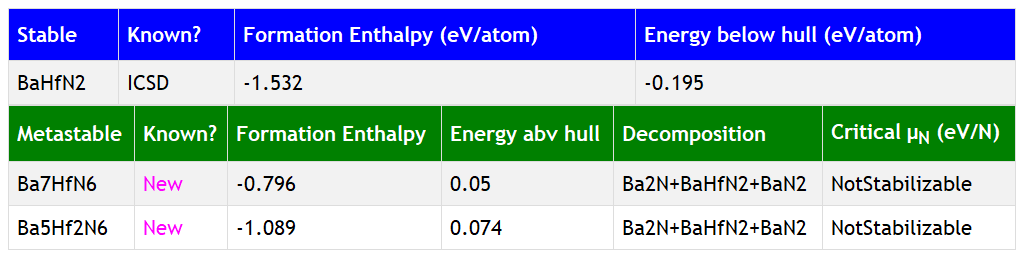 Stable Known? Formation Enthalpy (eV/atom) Energy below hull (eV/atom)
BaHfN2 ICSD -1.532 -0.195
Metastable Known? Formation Enthalpy Energy abv hull Decomposition Critical μN (eV/N)
Ba7HfN6 New -0.796 0.05 Ba2N+BaHfN2+BaN2 NotStabilizable
Ba5Hf2N6 New -1.089 0.074 Ba2N+BaHfN2+BaN2 NotStabilizable